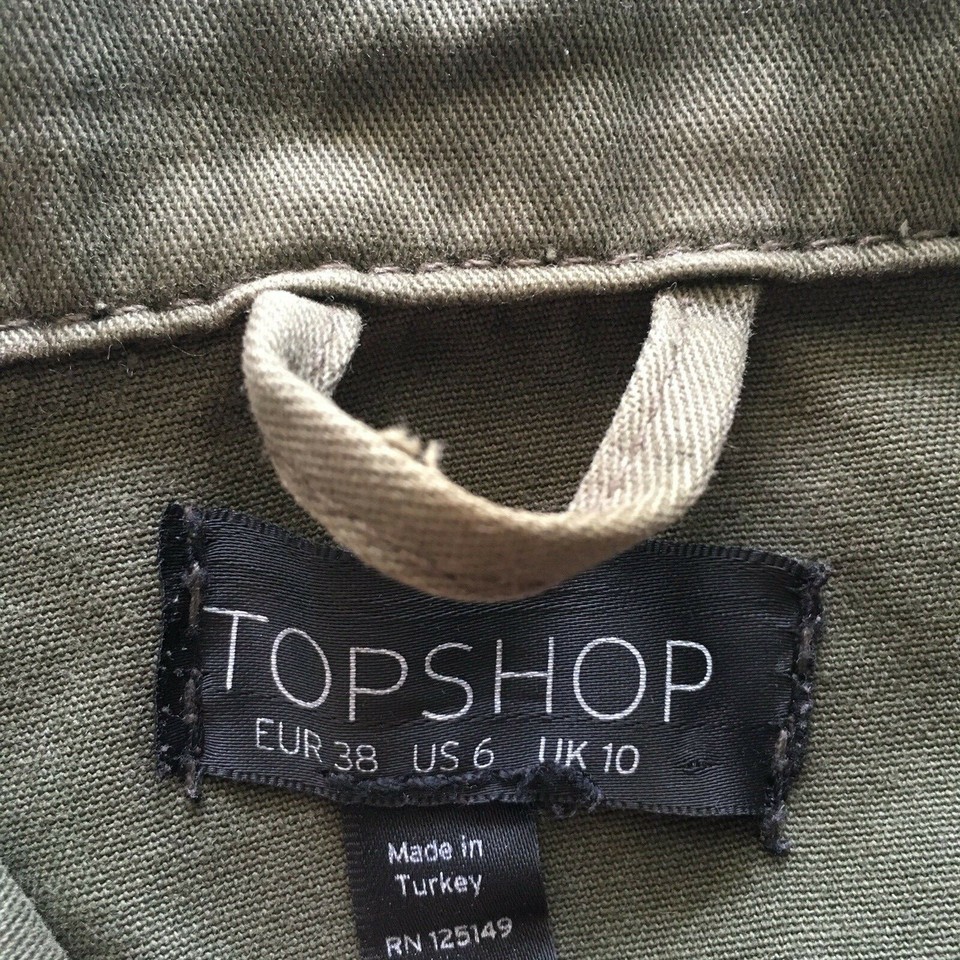 TOPSHOP
EUR 38 US 6 UK 10
Made in
Turkey
RN 125149